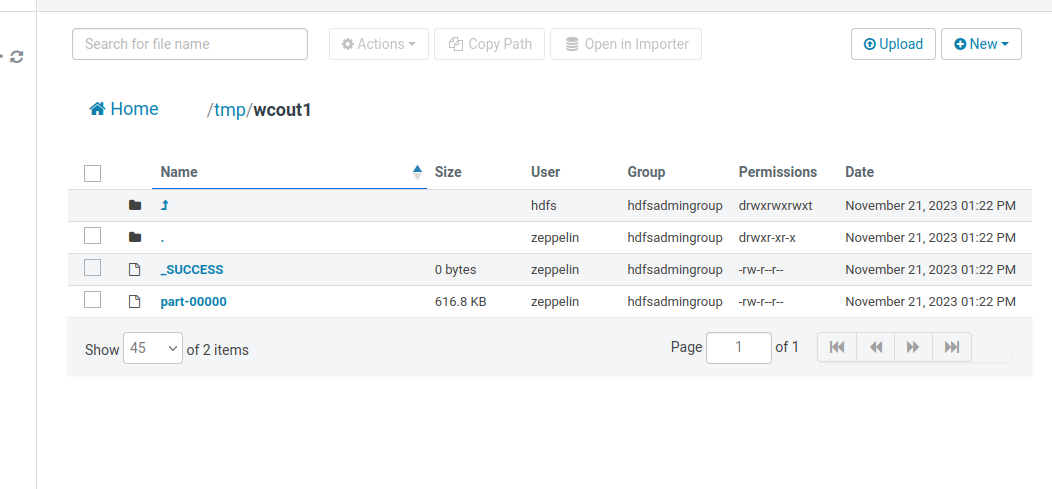 Search for file name Actions Copy Path Open in Importer Upload New
Home /tmp/wcout1
Name Size User Group Permissions Date
hdfs hdfsadmingroup drwxrwxrwxt November 21, 2023 01:22 PM
. zeppelin hdfsadmingroup drwxr-xr-x November 21, 2023 01:22 PM
_SUCCESS 0 bytes zeppelin hdfsadmingroup -rw-r--r-- November 21, 2023 01:22 PM
part-00000 616.8 KB zeppelin hdfsadmingroup -rw-r--r-- November 21, 2023 01:22 PM
Show 45 of 2 items Page 1 of 1